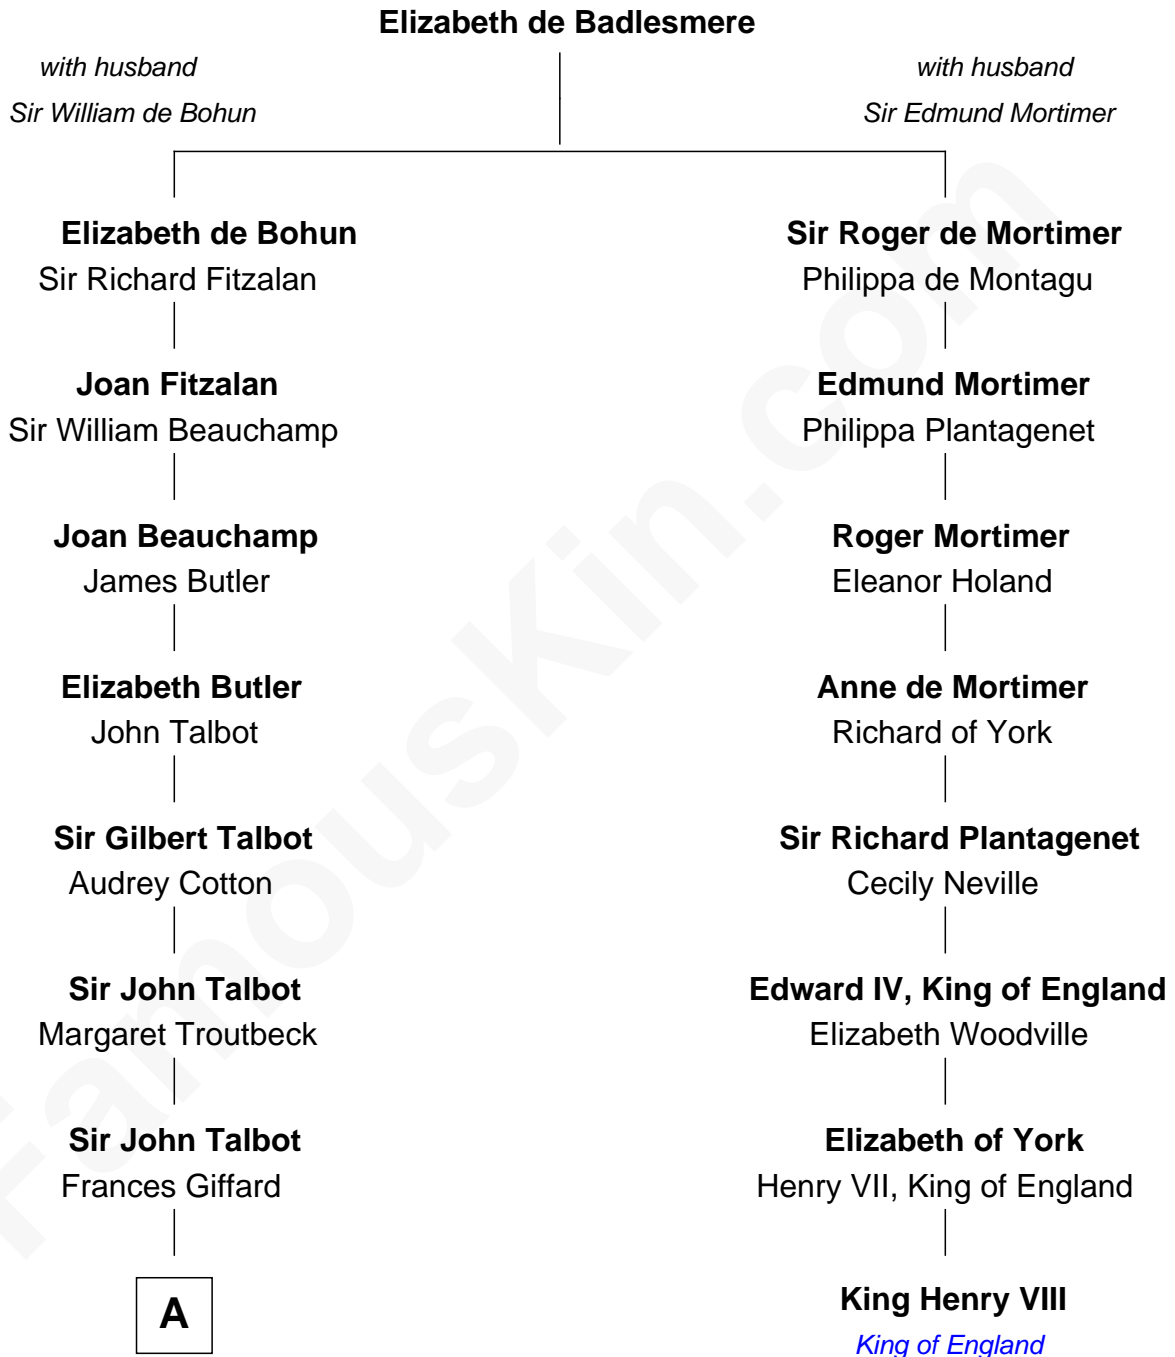 Elizabeth de Badlesmere
with husband
Sir William de Bohun
with husband
Sir Edmund Mortimer
Elizabeth de Bohun
Sir Richard Fitzalan
Sir Roger de Mortimer
Philippa de Montagu
Joan Fitzalan
Sir William Beauchamp
Edmund Mortimer
Philippa Plantagenet
Joan Beauchamp
James Butler
Roger Mortimer
Eleanor Holand
Elizabeth Butler
John Talbot
Anne de Mortimer
Richard of York
Sir Gilbert Talbot
Audrey Cotton
Sir Richard Plantagenet
Cecily Neville
Sir John Talbot
Margaret Troutbeck
Edward IV, King of England
Elizabeth Woodville
Sir John Talbot
Frances Giffard
Elizabeth of York
Henry VII, King of England
A
King Henry VIII
King of England
FamousKin.com